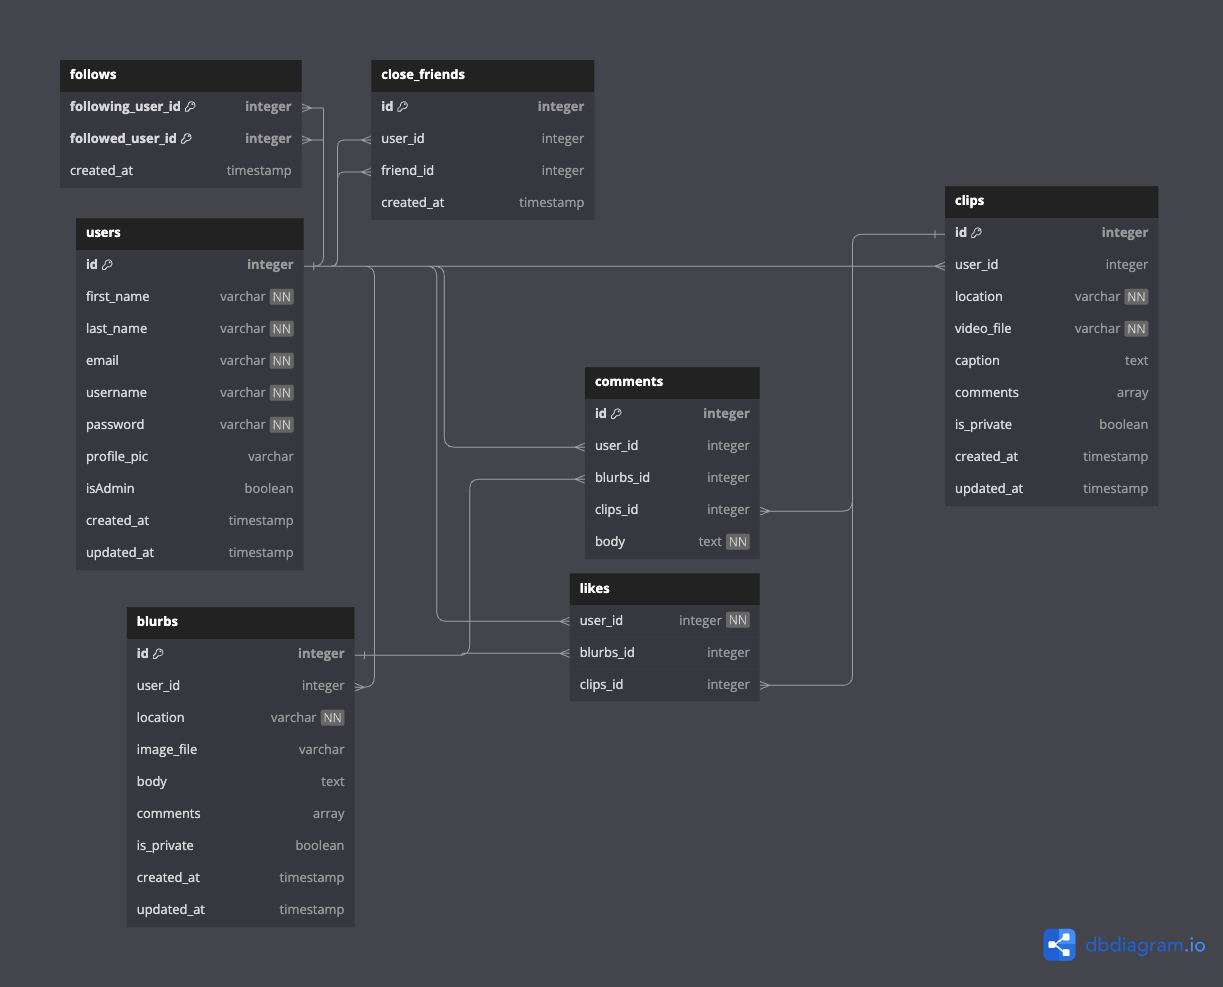 follows
following_user_id integer
followed_user_id integer
created_at timestamp
close_friends
id integer
user_id integer
friend_id integer
created_at timestamp
users
id integer
first_name varchar NN
last_name varchar NN
email varchar NN
username varchar NN
password varchar NN
profile_pic varchar
isAdmin boolean
created_at timestamp
updated_at timestamp
clips
id integer
user_id integer
location varchar NN
video_file varchar NN
caption text
comments array
is_private boolean
created_at timestamp
updated_at timestamp
comments
id integer
user_id integer
blurbs_id integer
clips_id integer
body text NN
likes
user_id integer NN
blurbs_id integer
clips_id integer
blurbs
id integer
user_id integer
location varchar NN
image_file varchar
body text
comments array
is_private boolean
created_at timestamp
updated_at timestamp
dbdiagram.io